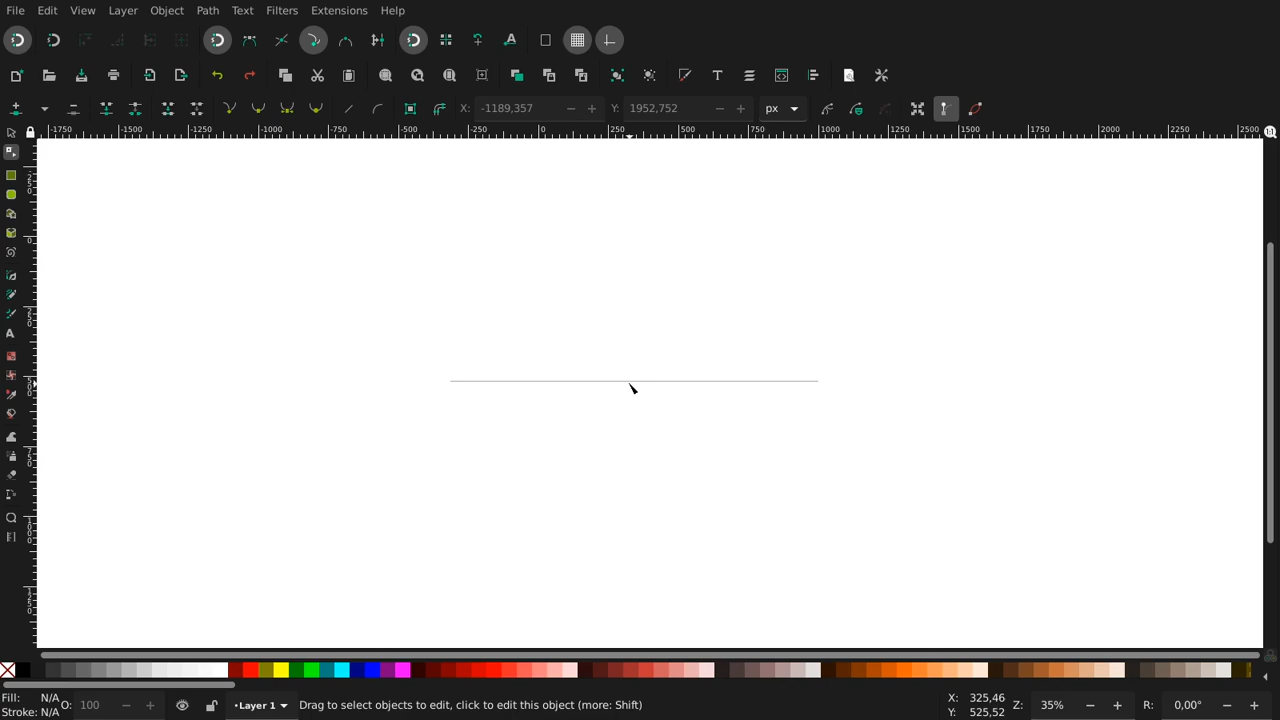 File Edit View Layer Object Path Text Filters Extensions Help
X: -1189,357 Y: 1952,752 px
-1750 -1500 -1250 -1000 -750 -500 -250 0 250 500 750 1000 1250 1500 1750 2000 2250 2500
1:1
Fill: N/A
Stroke: N/A
O: 100
•Layer 1
Drag to select objects to edit, click to edit this object (more: Shift)
X: 325,46
Y: 525,52
Z: 35%
R: 0,00°